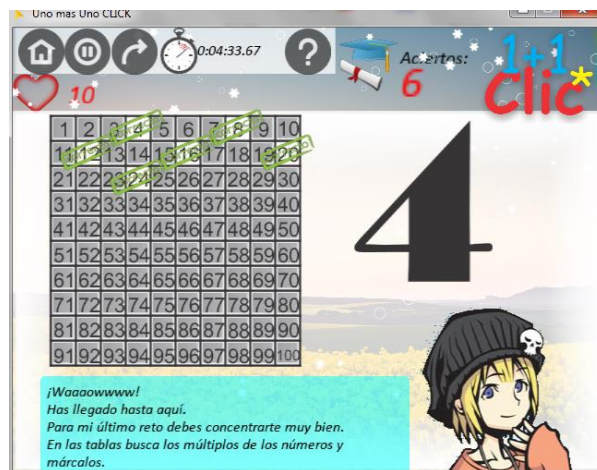 Uno mas Uno CLICK
0:04:33.67
?
Aciertos:
6
1+1
Clic*
10
1 2 3 4 5 6 7 8 9 10
11 12 13 14 15 16 17 18 19 20
21 22 23 24 25 26 27 28 29 30
31 32 33 34 35 36 37 38 39 40
41 42 43 44 45 46 47 48 49 50
51 52 53 54 55 56 57 58 59 60
61 62 63 64 65 66 67 68 69 70
71 72 73 74 75 76 77 78 79 80
81 82 83 84 85 86 87 88 89 90
91 92 93 94 95 96 97 98 99 100
4
¡Waaaowwww!
Has llegado hasta aquí.
Para mi último reto debes concentrarte muy bien.
En las tablas busca los múltiplos de los números y
márcalos.